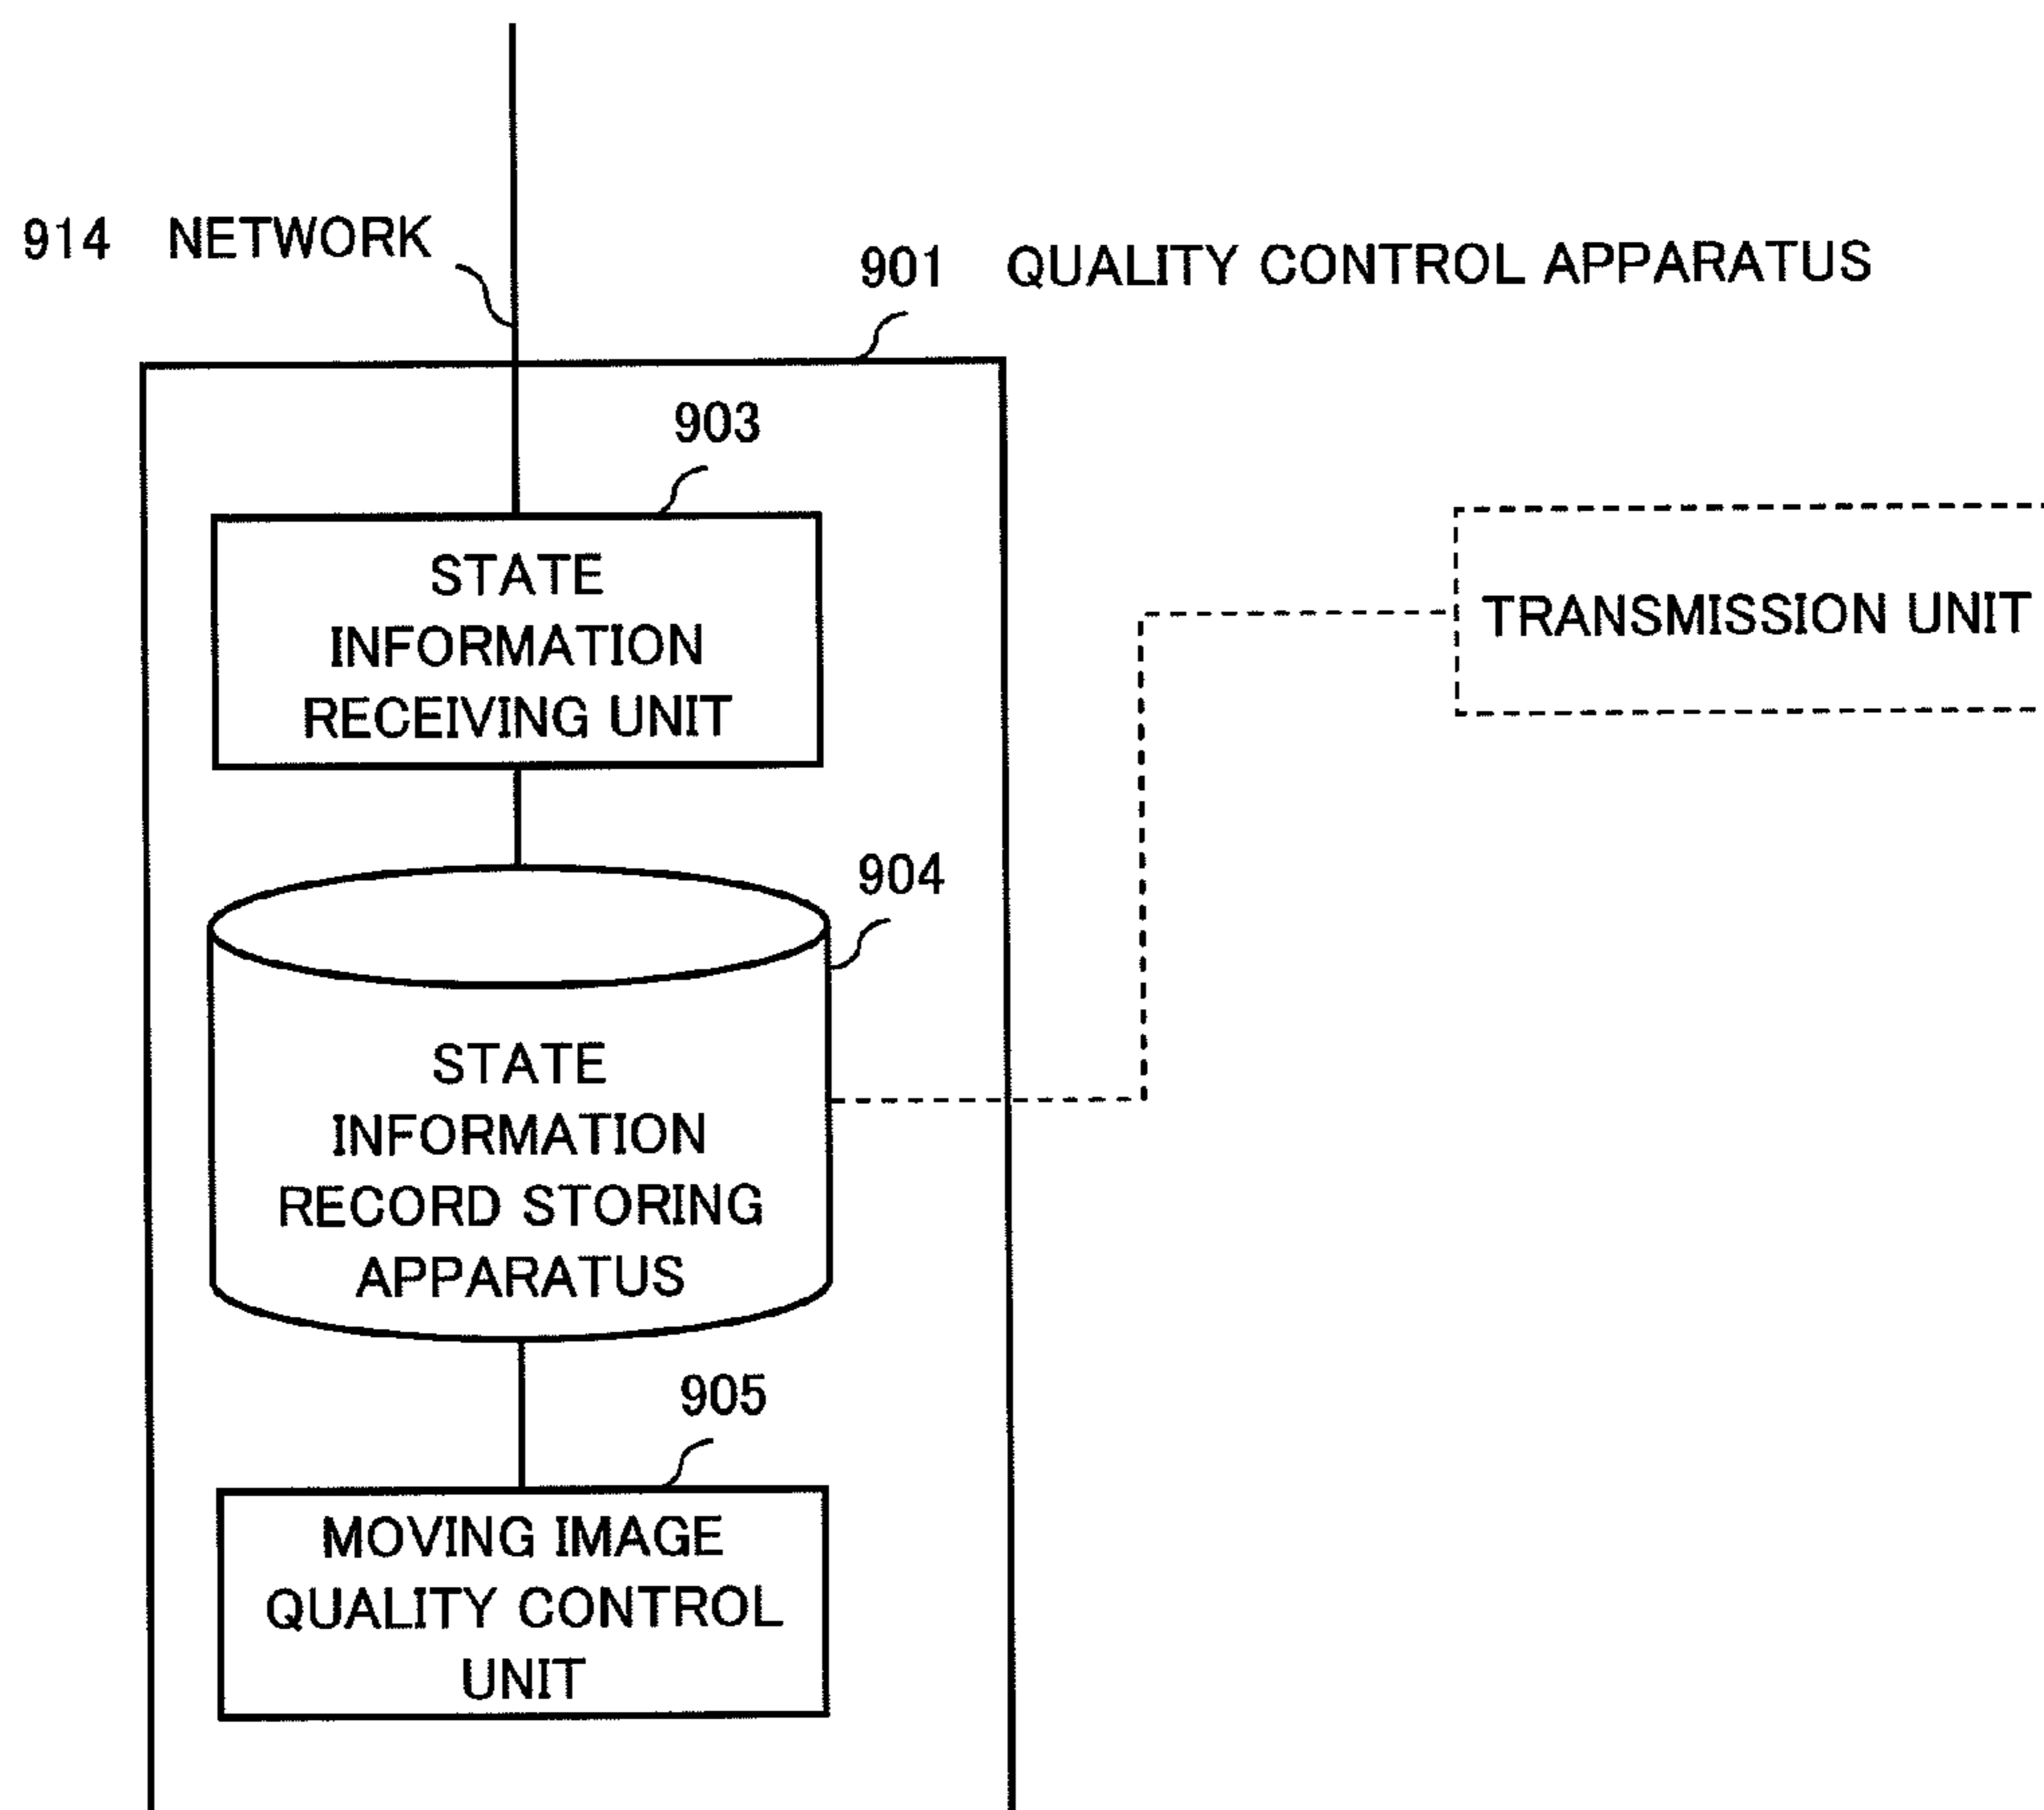 914 NETWORK
901 QUALITY CONTROL APPARATUS
903
STATE
INFORMATION
RECEIVING UNIT
TRANSMISSION UNIT
904
STATE
INFORMATION
RECORD STORING
APPARATUS
905
MOVING IMAGE
QUALITY CONTROL
UNIT